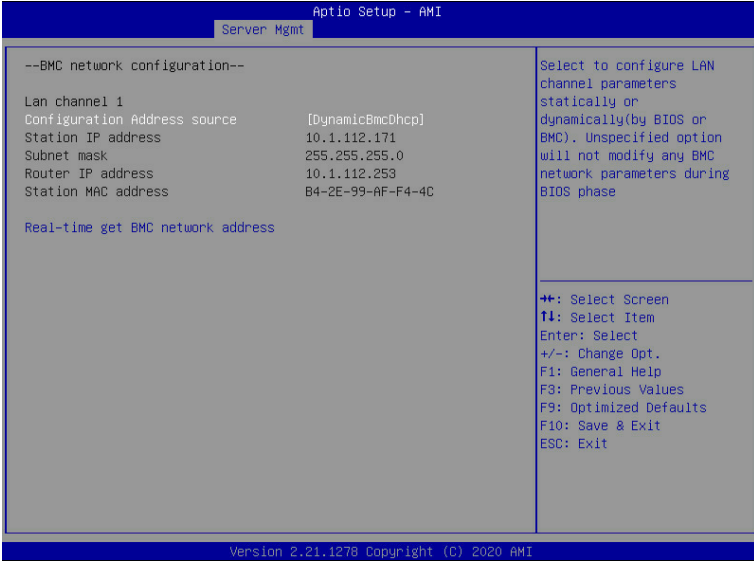 Aptio Setup – AMI
Server Mgmt
--BMC network configuration--
Lan channel 1
Configuration Address source [DynamicBmcDhcp]
Station IP address 10.1.112.171
Subnet mask 255.255.255.0
Router IP address 10.1.112.253
Station MAC address B4-2E-99-AF-F4-4C
Real-time get BMC network address
Select to configure LAN
channel parameters
statically or
dynamically(by BIOS or
BMC). Unspecified option
will not modify any BMC
network parameters during
BIOS phase
→←: Select Screen
↑↓: Select Item
Enter: Select
+/-: Change Opt.
F1: General Help
F3: Previous Values
F9: Optimized Defaults
F10: Save & Exit
ESC: Exit
Version 2.21.1278 Copyright (C) 2020 AMI